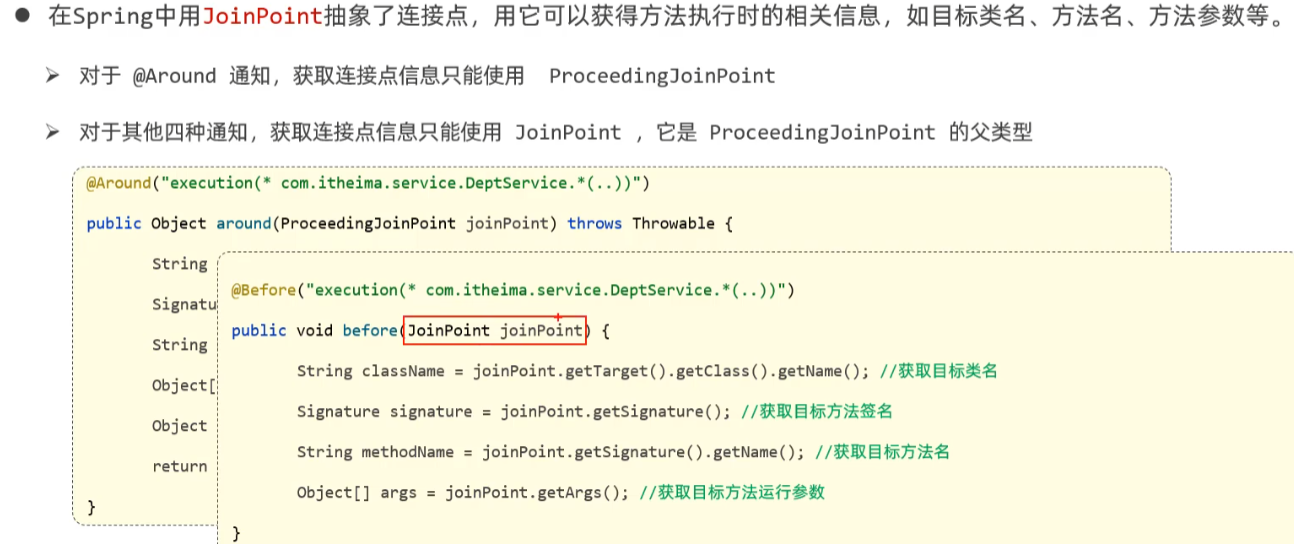 ● 在Spring中用JoinPoint抽象了连接点，用它可以获得方法执行时的相关信息，如目标类名、方法名、方法参数等。
➢ 对于 @Around 通知，获取连接点信息只能使用 ProceedingJoinPoint
➢ 对于其他四种通知，获取连接点信息只能使用 JoinPoint ，它是 ProceedingJoinPoint 的父类型
@Around("execution(* com.itheima.service.DeptService.*(..))")
public Object around(ProceedingJoinPoint joinPoint) throws Throwable {
String
Signatu
String
Object[
Object
return
}
@Before("execution(* com.itheima.service.DeptService.*(..))")
public void before(JoinPoint joinPoint) {
String className = joinPoint.getTarget().getClass().getName(); //获取目标类名
Signature signature = joinPoint.getSignature(); //获取目标方法签名
String methodName = joinPoint.getSignature().getName(); //获取目标方法名
Object[] args = joinPoint.getArgs(); //获取目标方法运行参数
}